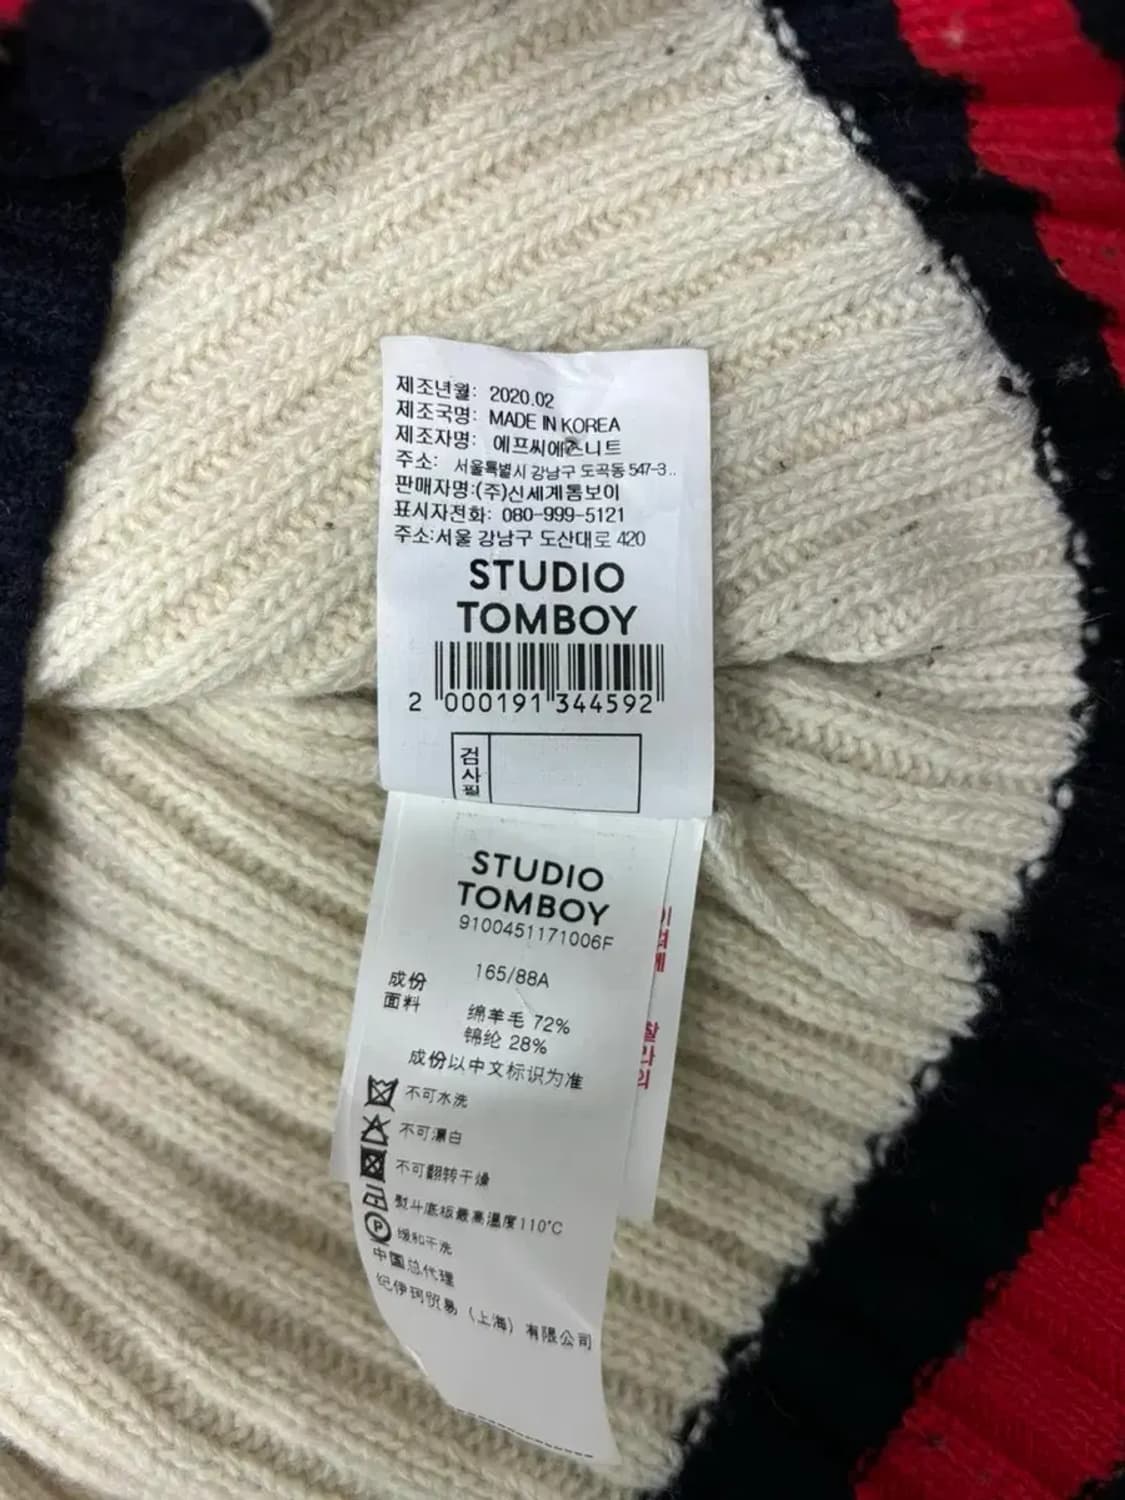 제조년월: 2020.02
제조국명: MADE IN KOREA
제조자명: 에프씨에프니트
주소: 서울특별시 강남구 도곡동 547-3..
판매자명:(주)신세계톰보이
표시자전화: 080-999-5121
주소:서울 강남구 도산대로 420
STUDIO
TOMBOY
2 000191 344592
검사필
STUDIO
TOMBOY
9100451171006F
165/88A
成份
面料
绵羊毛 72%
锦纶 28%
成份以中文标识为准
不可水洗
不可漂白
不可翻转干燥
熨斗底板最高温度110℃
缓和干洗
中国总代理
纪伊珂贸易（上海）有限公司